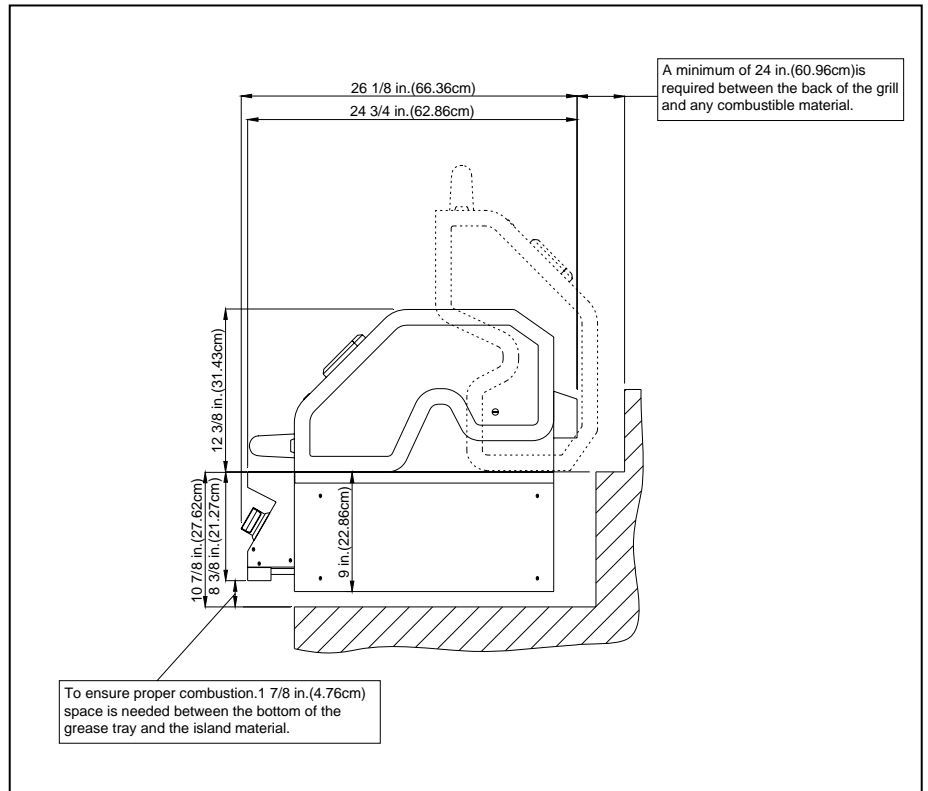 A minimum of 24 in.(60.96cm)is
required between the back of the grill
and any combustible material.
26 1/8 in.(66.36cm)
24 3/4 in.(62.86cm)
12 3/8 in.(31.43cm)
10 7/8 in.(27.62cm)
8 3/8 in.(21.27cm)
9 in.(22.86cm)
To ensure proper combustion.1 7/8 in.(4.76cm)
space is needed between the bottom of the
grease tray and the island material.